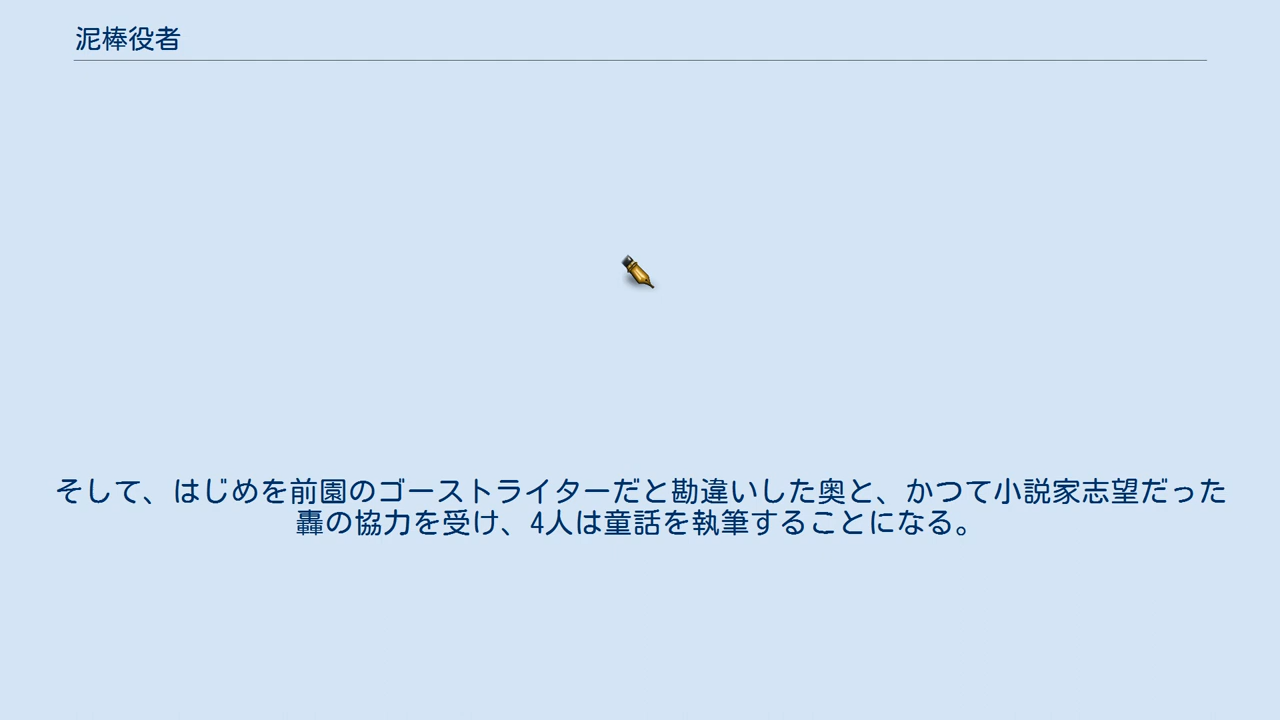 泥棒役者
そして、はじめを前園のゴーストライターだと勘違いした奥と、かつて小説家志望だった
轟の協力を受け、4人は童話を執筆することになる。